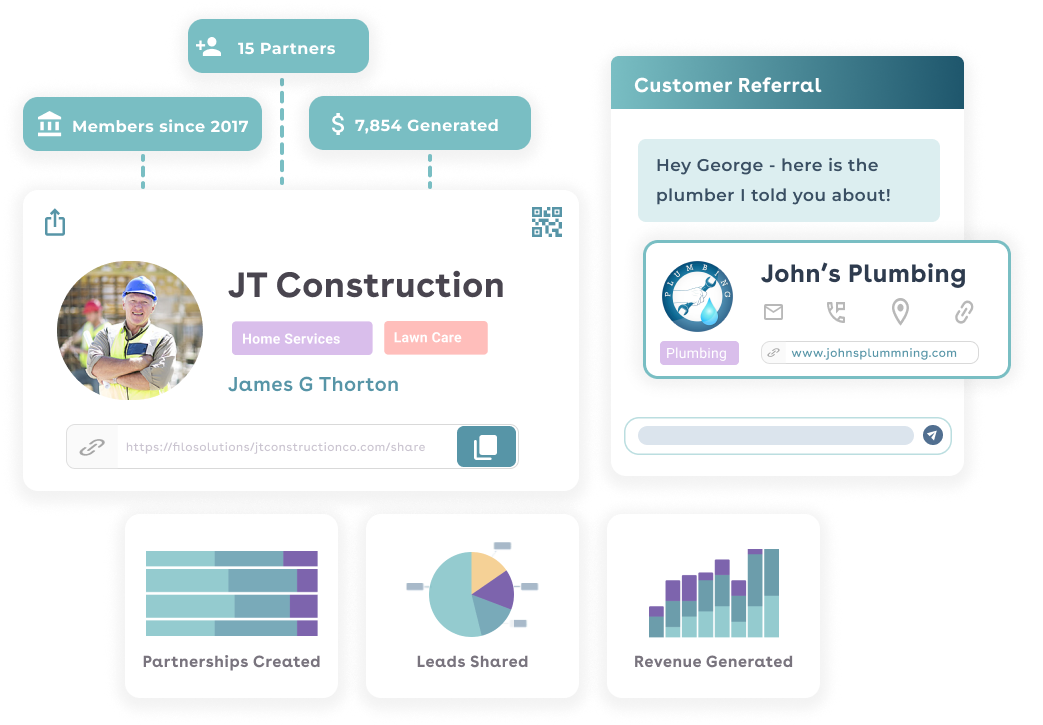 15 Partners
Members since 2017
$ 7,854 Generated
JT Construction
Home Services
Lawn Care
James G Thorton
https://filosolutions/jtconstructionco.com/share
Customer Referral
Hey George - here is the
plumber I told you about!
PLUMBING
John's Plumbing
Plumbing
www.johnsplummning.com
Partnerships Created
Leads Shared
Revenue Generated